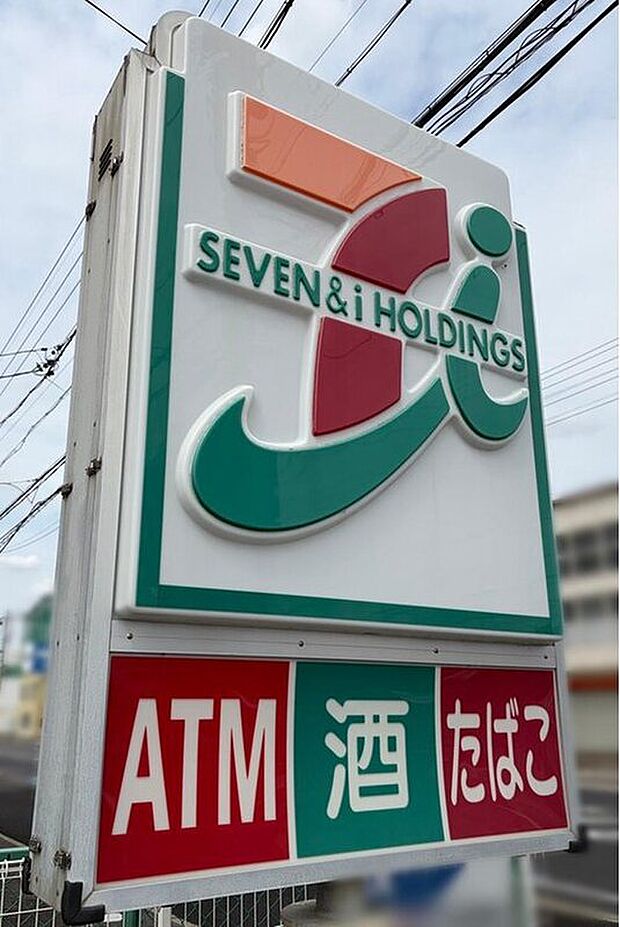 SEVEN&i HOLDINGS
ATM 酒 たばこ